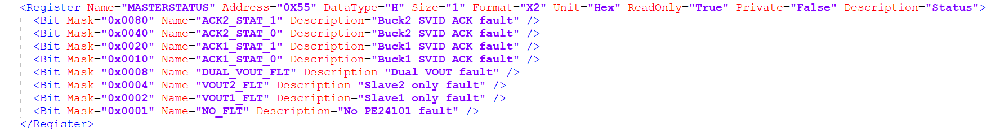 <Register Name="MASTERSTATUS" Address="0X55" DataType="H" Size="1" Format="X2" Unit="Hex" ReadOnly="True" Private="False" Description="Status">
<Bit Mask="0x0080" Name="ACK2_STAT_1" Description="Buck2 SVID ACK fault" />
<Bit Mask="0x0040" Name="ACK2_STAT_0" Description="Buck2 SVID ACK fault" />
<Bit Mask="0x0020" Name="ACK1_STAT_1" Description="Buck1 SVID ACK fault" />
<Bit Mask="0x0010" Name="ACK1_STAT_0" Description="Buck1 SVID ACK fault" />
<Bit Mask="0x0008" Name="DUAL_VOUT_FLT" Description="Dual VOUT fault" />
<Bit Mask="0x0004" Name="VOUT2_FLT" Description="Slave2 only fault" />
<Bit Mask="0x0002" Name="VOUT1_FLT" Description="Slave1 only fault" />
<Bit Mask="0x0001" Name="NO_FLT" Description="No PE24101 fault" />
</Register>